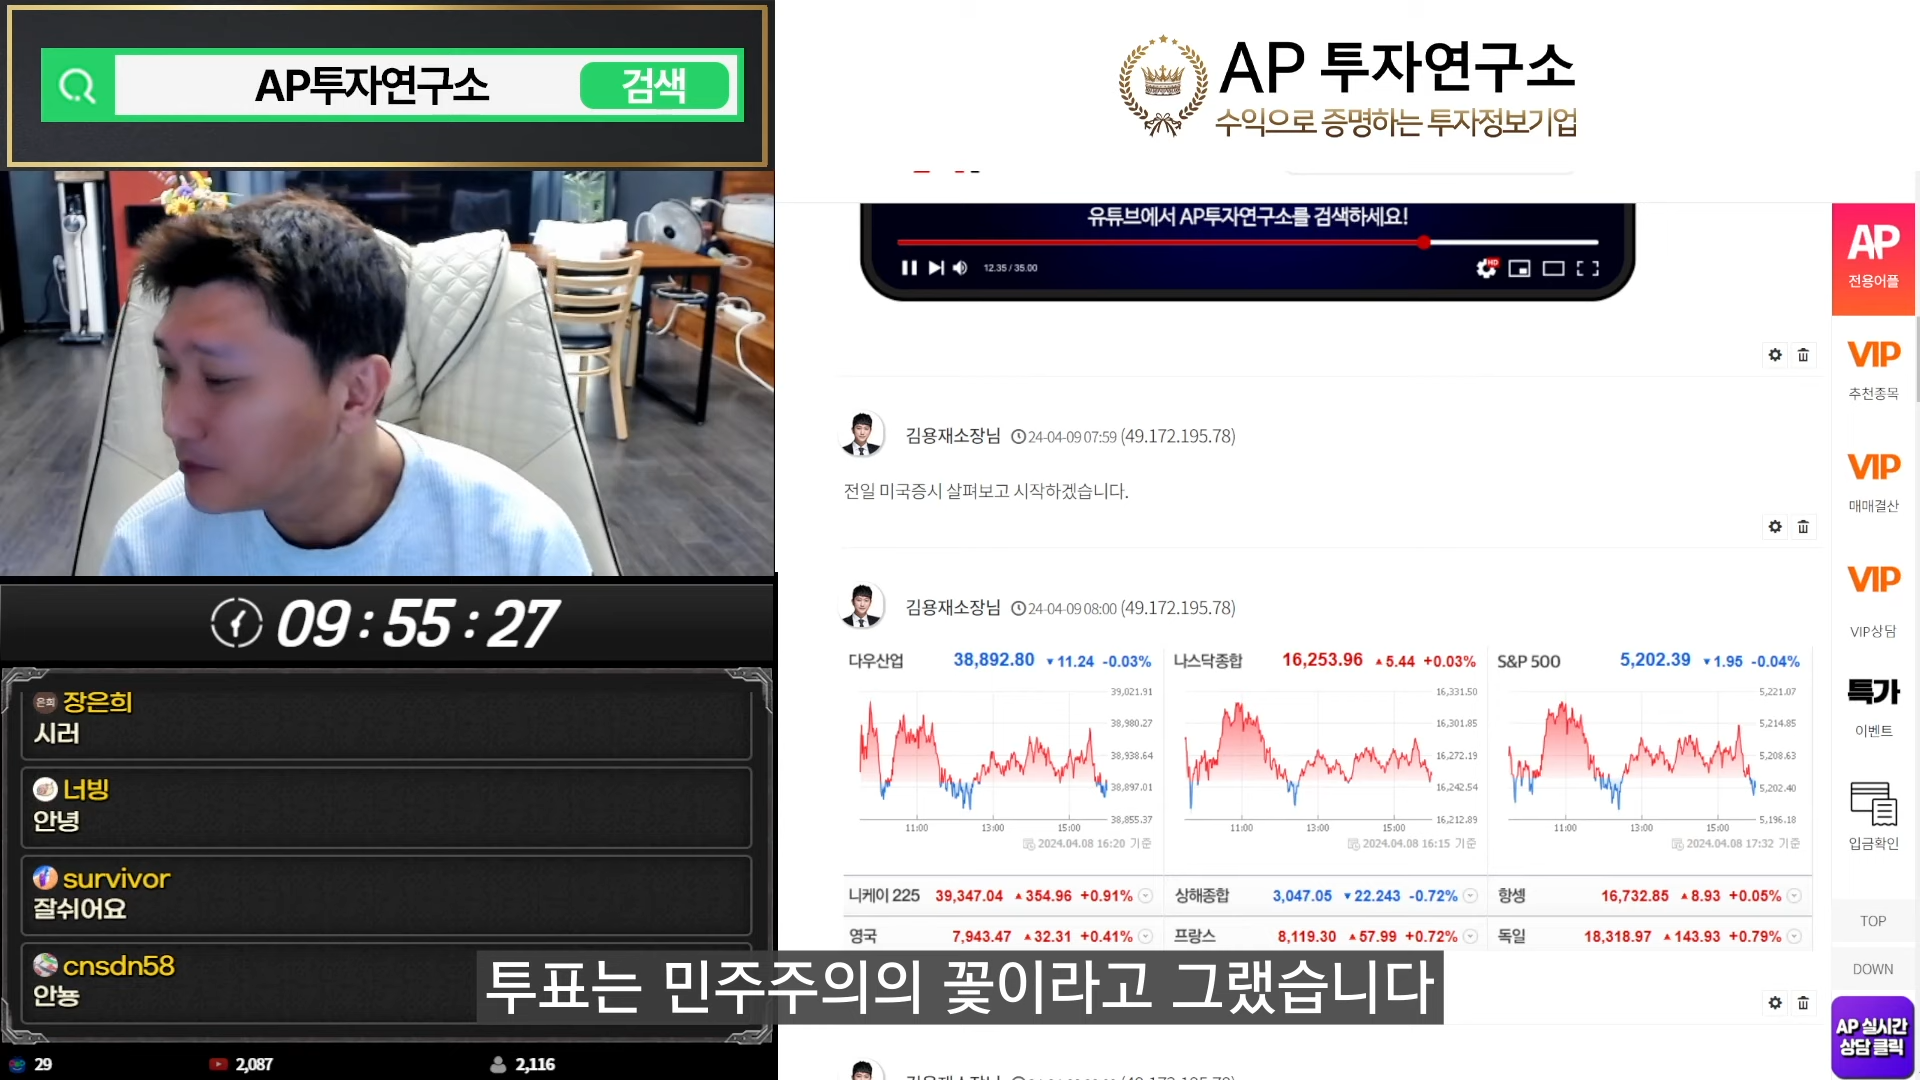 AP투자연구소 검색
AP 투자연구소
수익으로 증명하는 투자정보기업
유튜브에서 AP투자연구소를 검색하세요!
12.35 / 35.00
HD
김용재소장님 24-04-09 07:59 (49.172.195.78)
전일 미국증시 살펴보고 시작하겠습니다.
김용재소장님 24-04-09 08:00 (49.172.195.78)
다우산업 38,892.80 ▼11.24 -0.03%
39,021.91
38,980.27
38,938.64
38,897.01
38,855.37
11:00 13:00 15:00
2024.04.08 16:20 기준
나스닥종합 16,253.96 ▲5.44 +0.03%
16,331.50
16,301.85
16,272.19
16,242.54
16,212.89
11:00 13:00 15:00
2024.04.08 16:15 기준
S&P 500 5,202.39 ▼1.95 -0.04%
5,221.07
5,214.85
5,208.63
5,202.40
5,196.18
11:00 13:00 15:00
2024.04.08 17:32 기준
니케이 225 39,347.04 ▲354.96 +0.91%
상해종합 3,047.05 ▼22.243 -0.72%
항셍 16,732.85 ▲8.93 +0.05%
영국 7,943.47 ▲32.31 +0.41%
프랑스 8,119.30 ▲57.99 +0.72%
독일 18,318.97 ▲143.93 +0.79%
AP
전용어플
VIP
추천종목
VIP
매매결산
VIP
VIP상담
특가
이벤트
입금확인
TOP
DOWN
AP 실시간
상담 클릭
09:55:27
은희 장은희
시러
너빙
안녕
survivor
잘쉬어요
cnsdn58
안뇽
29 2,087 2,116
투표는 민주주의의 꽃이라고 그랬습니다